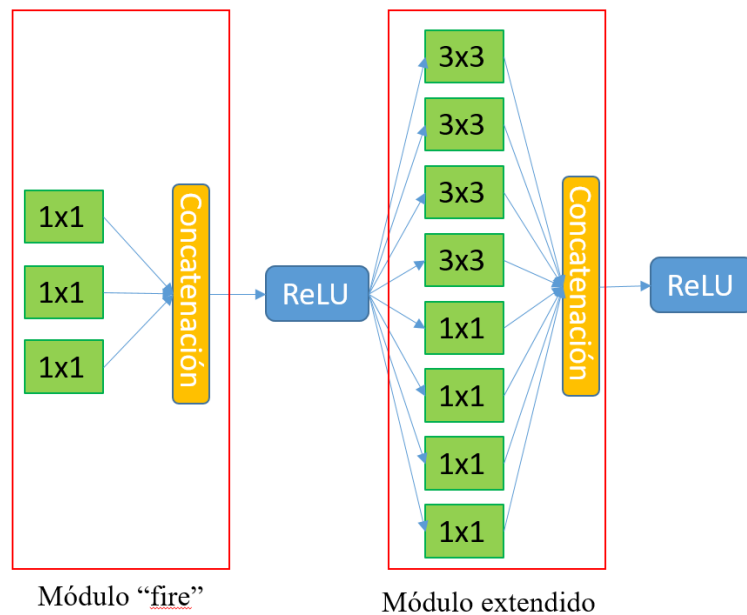 1x1
1x1
1x1
Concatenación
ReLU
3x3
3x3
3x3
3x3
1x1
1x1
1x1
1x1
Concatenación
ReLU
Módulo “fire”
Módulo extendido